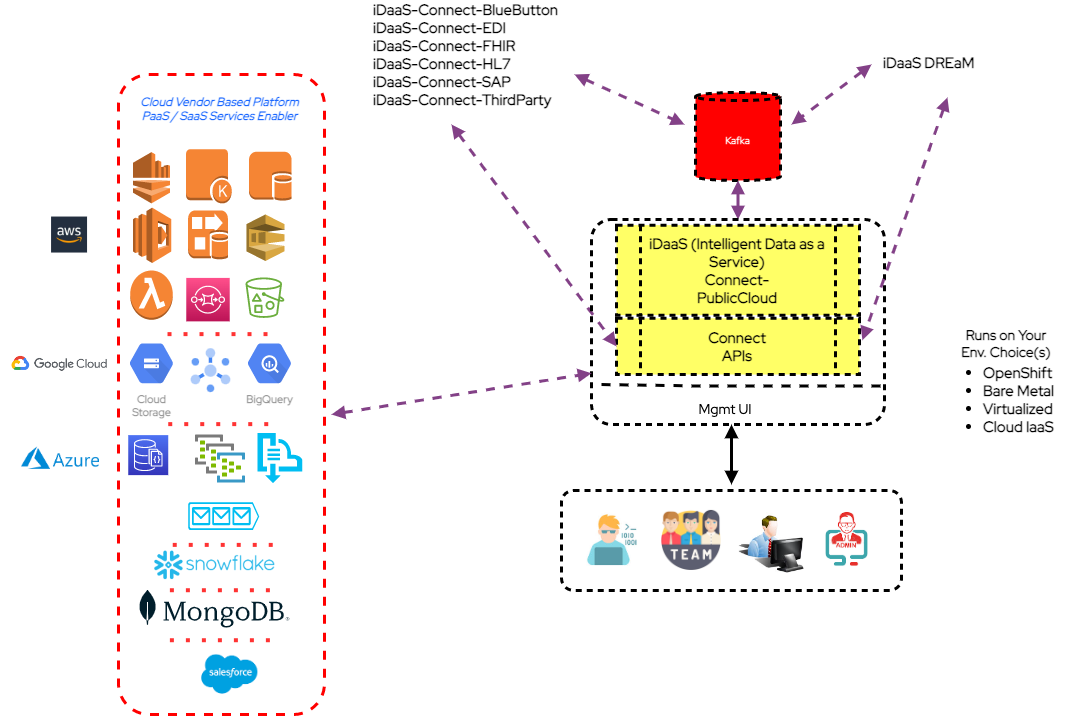 iDaaS-Connect-BlueButton
iDaaS-Connect-EDI
iDaaS-Connect-FHIR
iDaaS-Connect-HL7
iDaaS-Connect-SAP
iDaaS-Connect-ThirdParty
iDaaS DREaM
Kafka
Cloud Vendor Based Platform
PaaS / SaaS Services Enabler
K
aws
λ
iDaaS (Intelligent Data as a
Service)
Connect-
PublicCloud
Connect
APIs
Mgmt UI
Google Cloud
Cloud
Storage
BigQuery
Azure
snowflake
MongoDB®
salesforce
Runs on Your
Env. Choice(s)
• OpenShift
• Bare Metal
• Virtualized
• Cloud IaaS
>_
1010
1001
TEAM
ADMIN